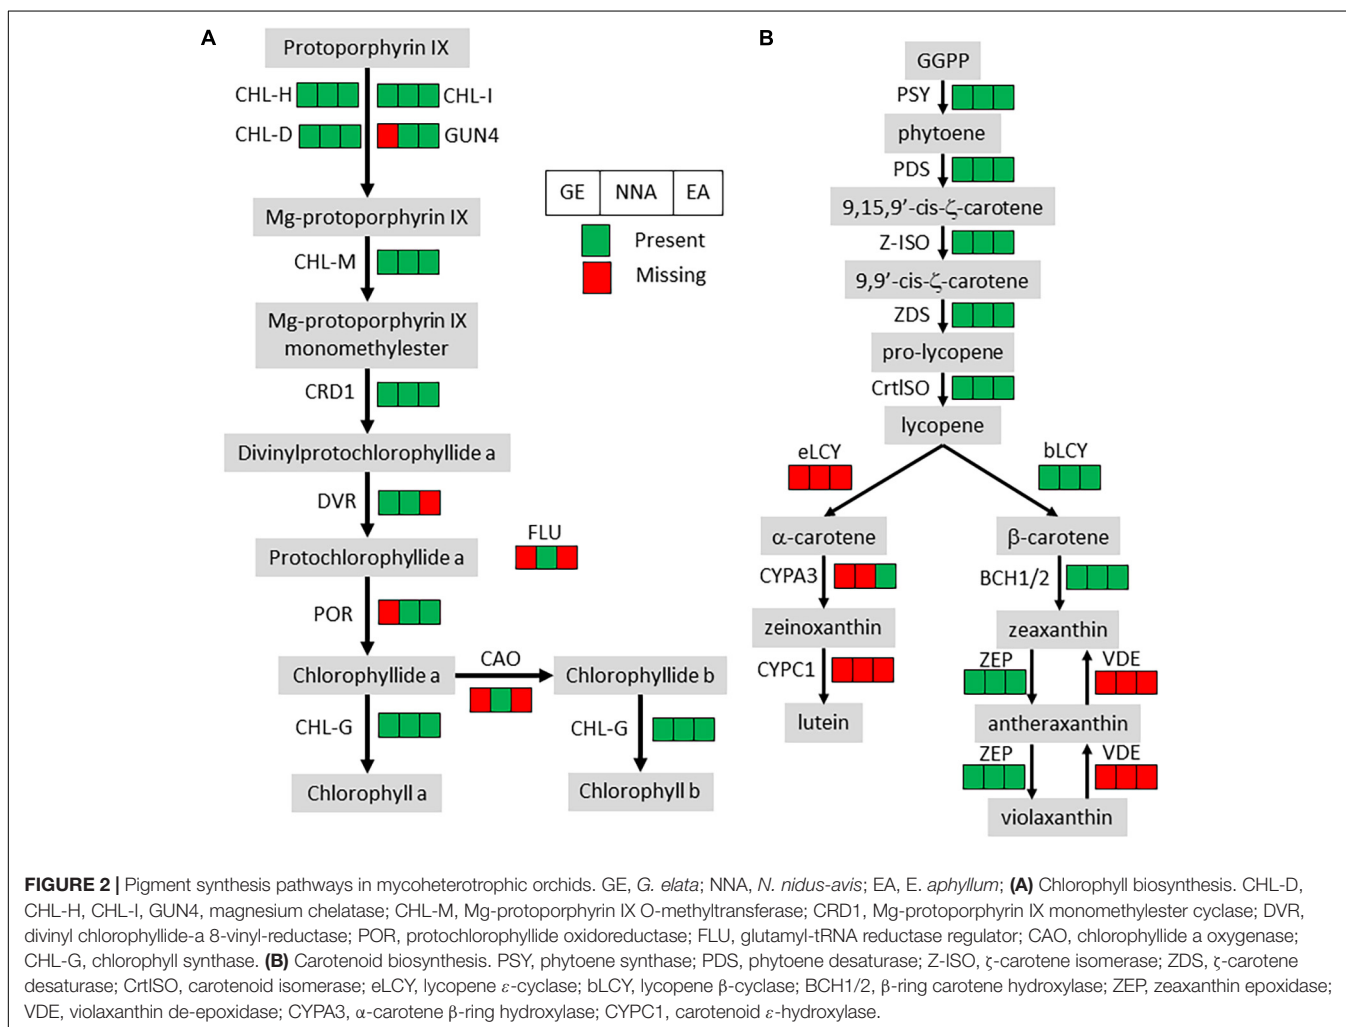 A
Protoporphyrin IX
CHL-H
CHL-I
CHL-D
GUN4
Mg-protoporphyrin IX
CHL-M
Mg-protoporphyrin IX
monomethylester
CRD1
Divinylprotochlorophyllide a
DVR
FLU
Protochlorophyllide a
POR
Chlorophyllide a
CAO
Chlorophyllide b
CHL-G
CHL-G
Chlorophyll a
Chlorophyll b
GE NNA EA
Present
Missing
B
GGPP
PSY
phytoene
PDS
9,15,9’-cis-ζ-carotene
Z-ISO
9,9’-cis-ζ-carotene
ZDS
pro-lycopene
CrtISO
lycopene
eLCY
bLCY
α-carotene
β-carotene
CYPA3
BCH1/2
zeinoxanthin
zeaxanthin
CYPC1
ZEP
VDE
lutein
antheraxanthin
ZEP
VDE
violaxanthin
FIGURE 2 | Pigment synthesis pathways in mycoheterotrophic orchids. GE, G. elata; NNA, N. nidus-avis; EA, E. aphyllum; (A) Chlorophyll biosynthesis. CHL-D,
CHL-H, CHL-I, GUN4, magnesium chelatase; CHL-M, Mg-protoporphyrin IX O-methyltransferase; CRD1, Mg-protoporphyrin IX monomethylester cyclase; DVR,
divinyl chlorophyllide-a 8-vinyl-reductase; POR, protochlorophyllide oxidoreductase; FLU, glutamyl-tRNA reductase regulator; CAO, chlorophyllide a oxygenase;
CHL-G, chlorophyll synthase. (B) Carotenoid biosynthesis. PSY, phytoene synthase; PDS, phytoene desaturase; Z-ISO, ζ-carotene isomerase; ZDS, ζ-carotene
desaturase; CrtISO, carotenoid isomerase; eLCY, lycopene ε-cyclase; bLCY, lycopene β-cyclase; BCH1/2, β-ring carotene hydroxylase; ZEP, zeaxanthin epoxidase;
VDE, violaxanthin de-epoxidase; CYPA3, α-carotene β-ring hydroxylase; CYPC1, carotenoid ε-hydroxylase.